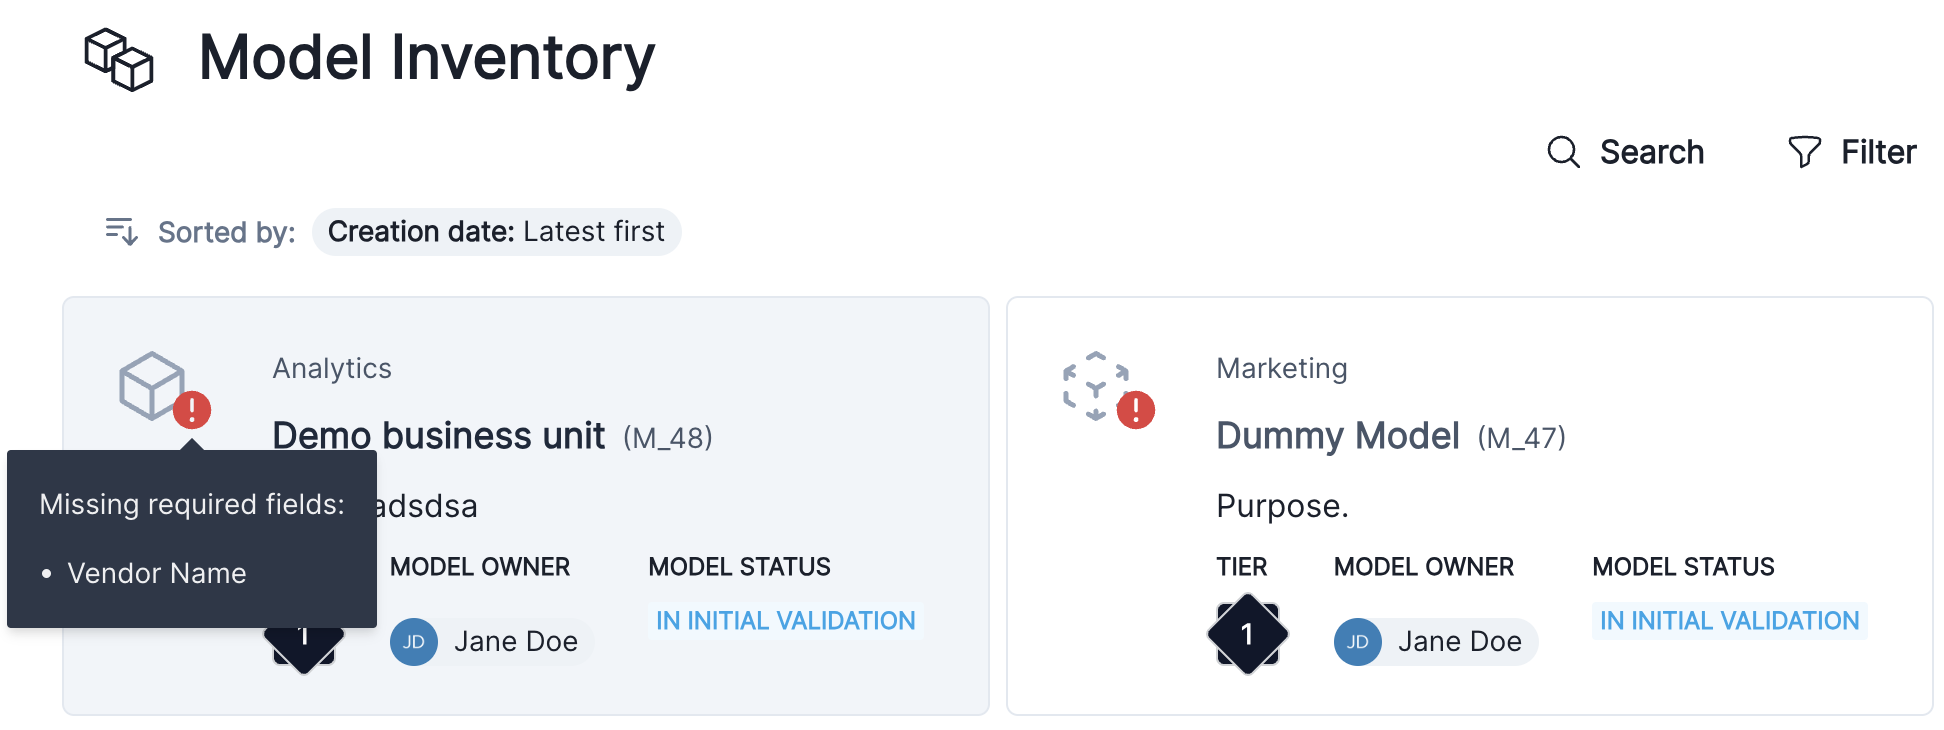 Model Inventory
Search
Filter
Sorted by: Creation date: Latest first
Analytics
Demo business unit (M_48)
adsdsa
Missing required fields:
• Vendor Name
MODEL OWNER
MODEL STATUS
1
JD Jane Doe
IN INITIAL VALIDATION
Marketing
Dummy Model (M_47)
Purpose.
TIER
MODEL OWNER
MODEL STATUS
1
JD Jane Doe
IN INITIAL VALIDATION